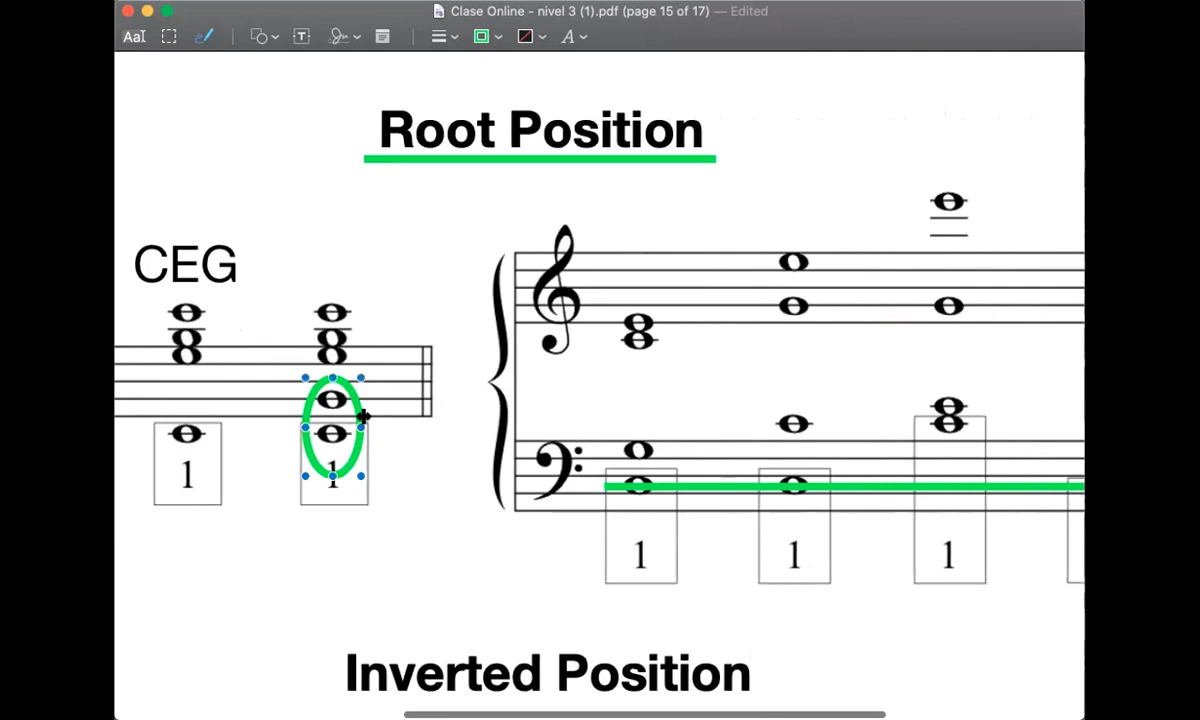 Clase Online - nivel 3 (1).pdf (page 15 of 17) — Edited
AaI T A
Root Position
CEG
1 1 1 1 1
Inverted Position